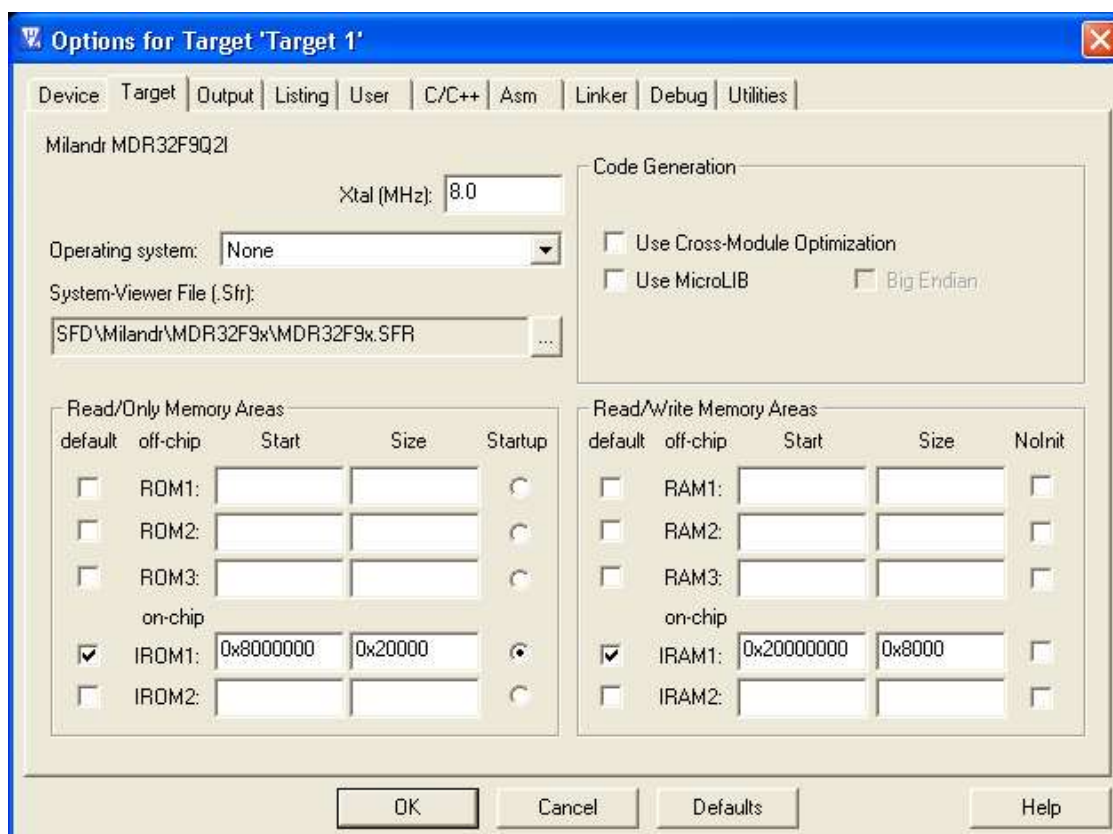 Options for Target 'Target 1'
Device Target Output Listing User C/C++ Asm Linker Debug Utilities
Milandr MDR32F9Q2I
Xtal (MHz): 8.0
Operating system: None
System-Viewer File (.Sfr):
SFD\Milandr\MDR32F9x\MDR32F9x.SFR ...
Code Generation
Use Cross-Module Optimization
Use MicroLIB Big Endian
Read/Only Memory Areas
default off-chip Start Size Startup
ROM1:
ROM2:
ROM3:
on-chip
IROM1: 0x8000000 0x20000
IROM2:
Read/Write Memory Areas
default off-chip Start Size NoInit
RAM1:
RAM2:
RAM3:
on-chip
IRAM1: 0x20000000 0x8000
IRAM2:
OK Cancel Defaults Help